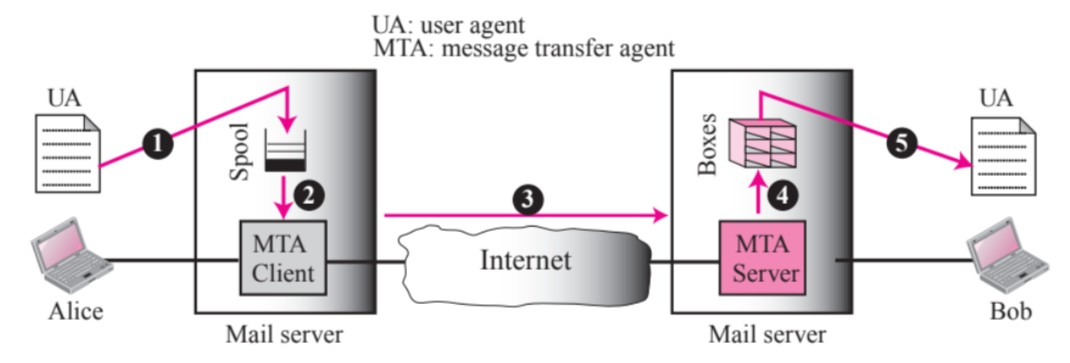 UA: user agent
MTA: message transfer agent
UA
1
Spool
2
MTA
Client
Alice
Mail server
3
Internet
Boxes
4
MTA
Server
Mail server
5
UA
Bob